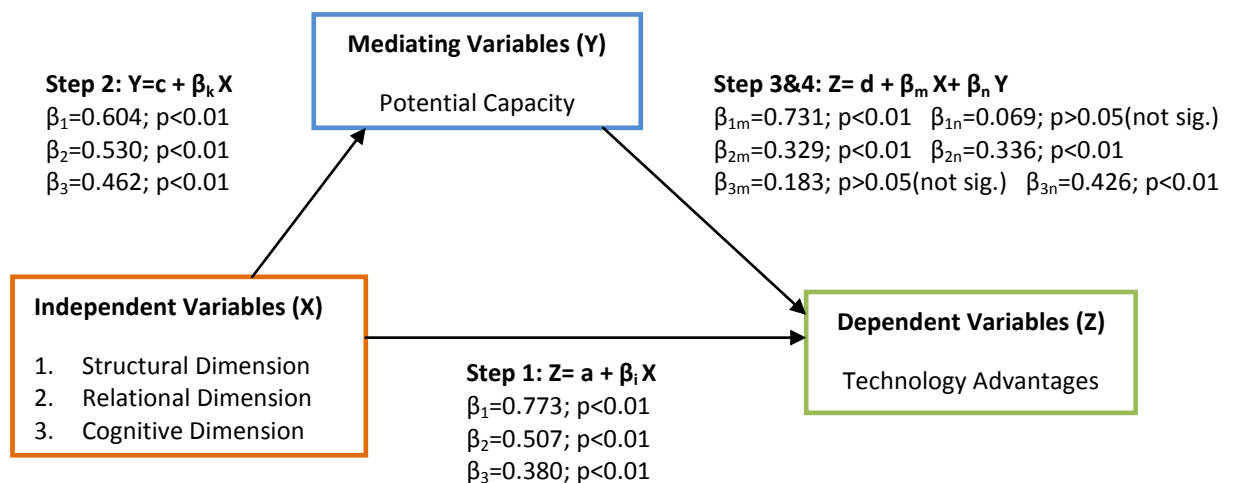 Mediating Variables (Y)
Potential Capacity
Step 2: Y=c + βk X
β1=0.604; p<0.01
β2=0.530; p<0.01
β3=0.462; p<0.01
Step 3&4: Z= d + βm X+ βn Y
β1m=0.731; p<0.01 β1n=0.069; p>0.05(not sig.)
β2m=0.329; p<0.01 β2n=0.336; p<0.01
β3m=0.183; p>0.05(not sig.) β3n=0.426; p<0.01
Independent Variables (X)
1. Structural Dimension
2. Relational Dimension
3. Cognitive Dimension
Step 1: Z= a + βi X
β1=0.773; p<0.01
β2=0.507; p<0.01
β3=0.380; p<0.01
Dependent Variables (Z)
Technology Advantages